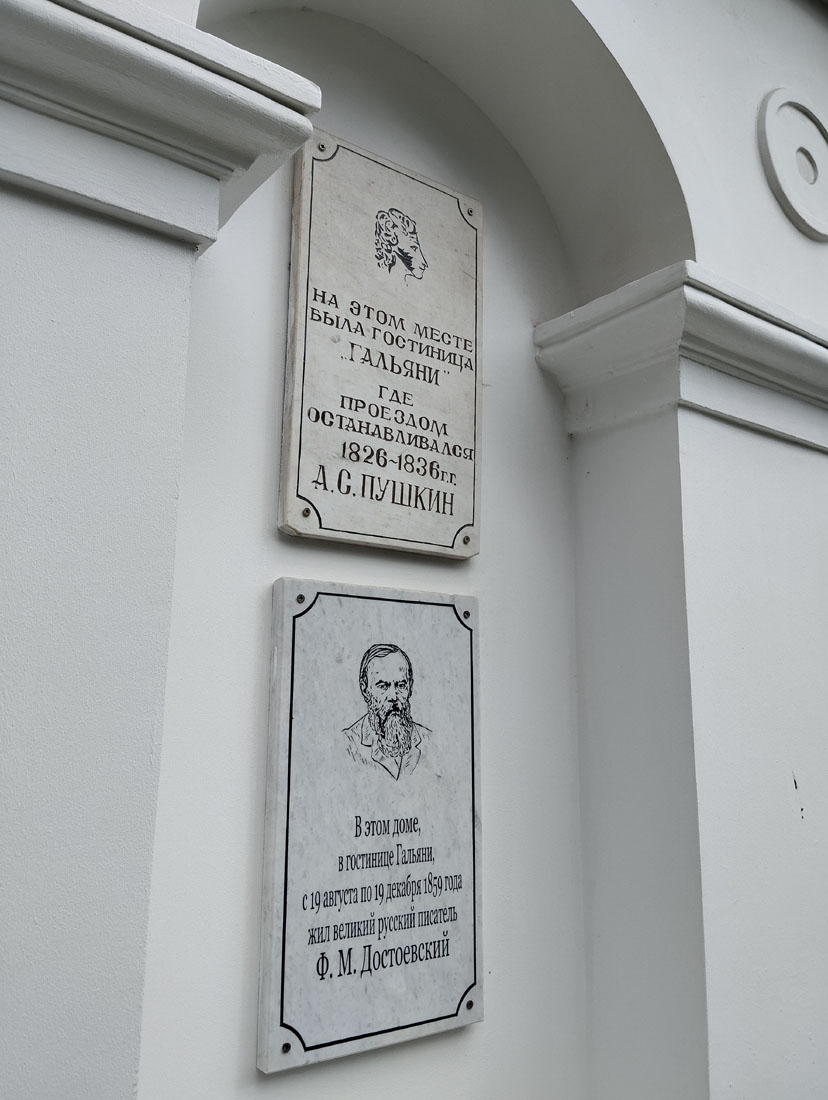 НА ЭТОМ МЕСТЕ
БЫЛА ГОСТИНИЦА
„ГАЛЬЯНИ"
ГДЕ
ПРОЕЗДОМ
ОСТАНАВЛИВАЛСЯ
1826~1836 г.г.
А.С. ПУШКИН
В этом доме,
в гостинице Гальяни,
с 19 августа по 19 декабря 1859 года
жил великий русский писатель
Ф. М. Достоевский